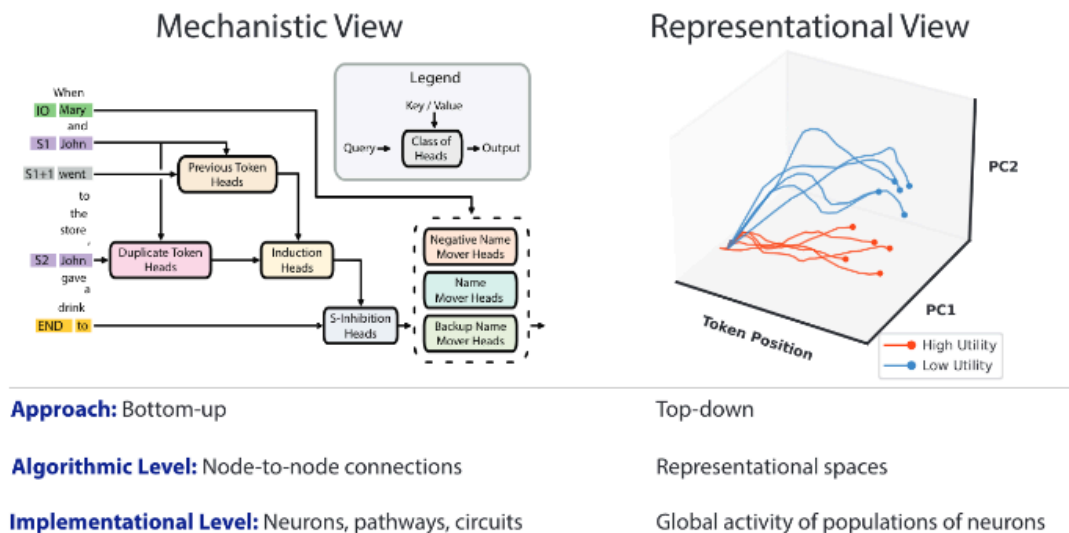 Mechanistic View
Representational View
When
IO Mary
and
S1 John
S1+1 went
to
the
store
,
S2 John
gave
a
drink
END to
Previous Token
Heads
Duplicate Token
Heads
Induction
Heads
S-Inhibition
Heads
Legend
Key / Value
Query
Class of
Heads
Output
Negative Name
Mover Heads
Name
Mover Heads
Backup Name
Mover Heads
PC2
PC1
Token Position
High Utility
Low Utility
Approach: Bottom-up
Top-down
Algorithmic Level: Node-to-node connections
Representational spaces
Implementational Level: Neurons, pathways, circuits
Global activity of populations of neurons